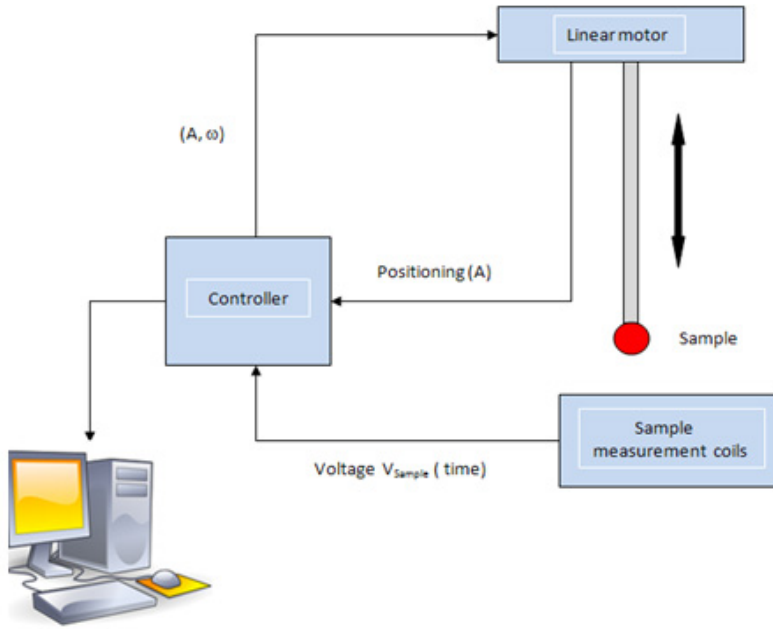 Linear motor
(A, ω)
Positioning (A)
Controller
Sample
Sample
measurement coils
Voltage VSample ( time)